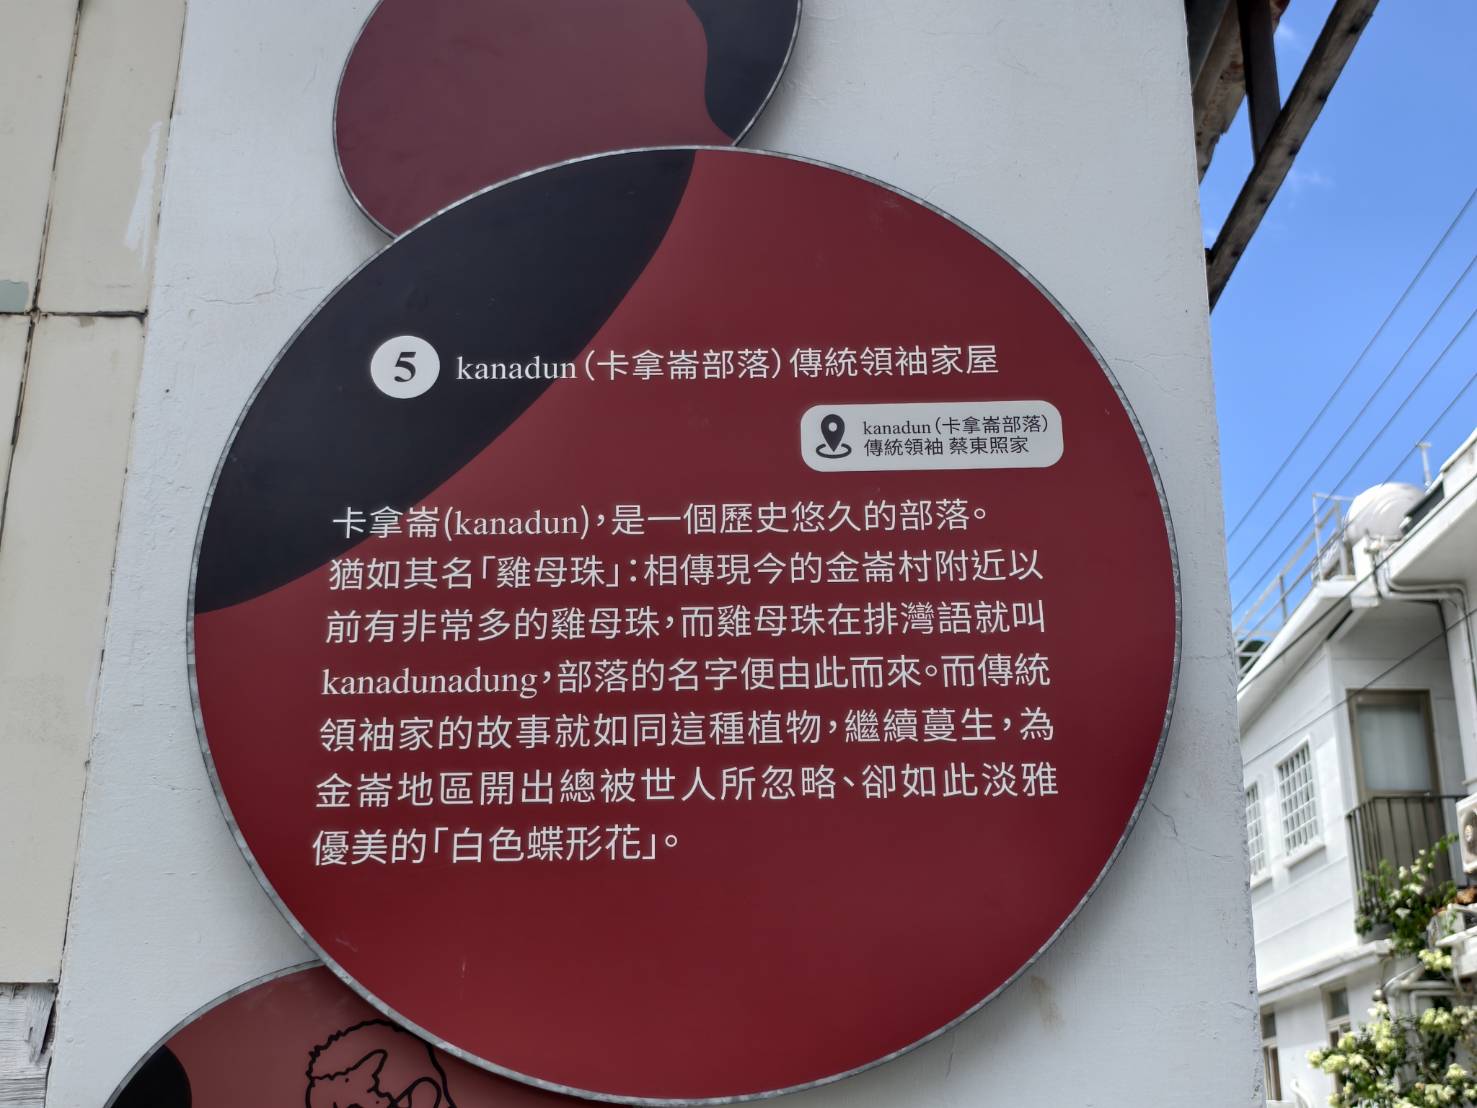 5 kanadun(卡拿崙部落)傳統領袖家屋
kanadun(卡拿崙部落)
傳統領袖 蔡東照家
卡拿崙(kanadun),是一個歷史悠久的部落。
猶如其名「雞母珠」:相傳現今的金崙村附近以
前有非常多的雞母珠,而雞母珠在排灣語就叫
kanadunadung,部落的名字便由此而來。而傳統
領袖家的故事就如同這種植物,繼續蔓生,為
金崙地區開出總被世人所忽略、卻如此淡雅
優美的「白色蝶形花」。